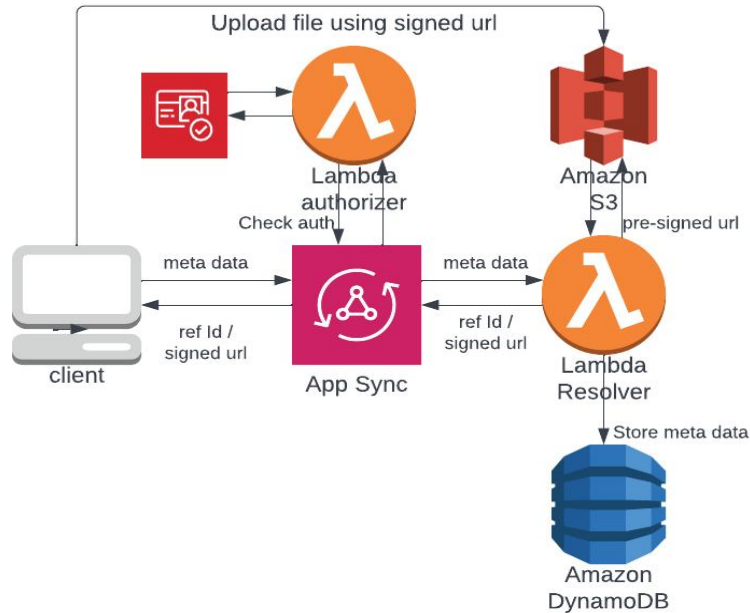 Upload file using signed url
Lambda
authorizer
Amazon
S3
Check auth
pre-signed url
meta data
meta data
ref Id /
signed url
ref Id /
signed url
client
App Sync
Lambda
Resolver
Store meta data
Amazon
DynamoDB